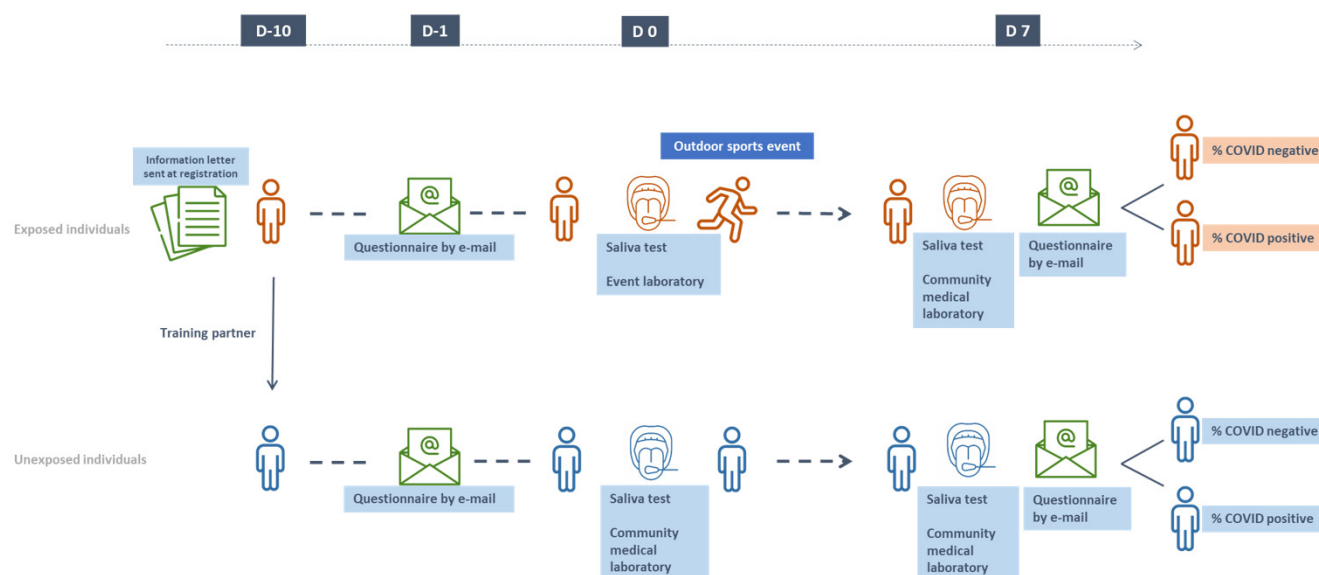 D-10
D-1
D 0
D 7
Information letter
sent at registration
Outdoor sports event
% COVID negative
@
@
Exposed individuals
% COVID positive
Questionnaire by e-mail
Saliva test
Event laboratory
Saliva test
Community
medical
laboratory
Questionnaire
by e-mail
Training partner
% COVID negative
@
@
Unexposed individuals
Questionnaire by e-mail
Saliva test
Community
medical
laboratory
Saliva test
Community
medical
laboratory
Questionnaire
by e-mail
% COVID positive